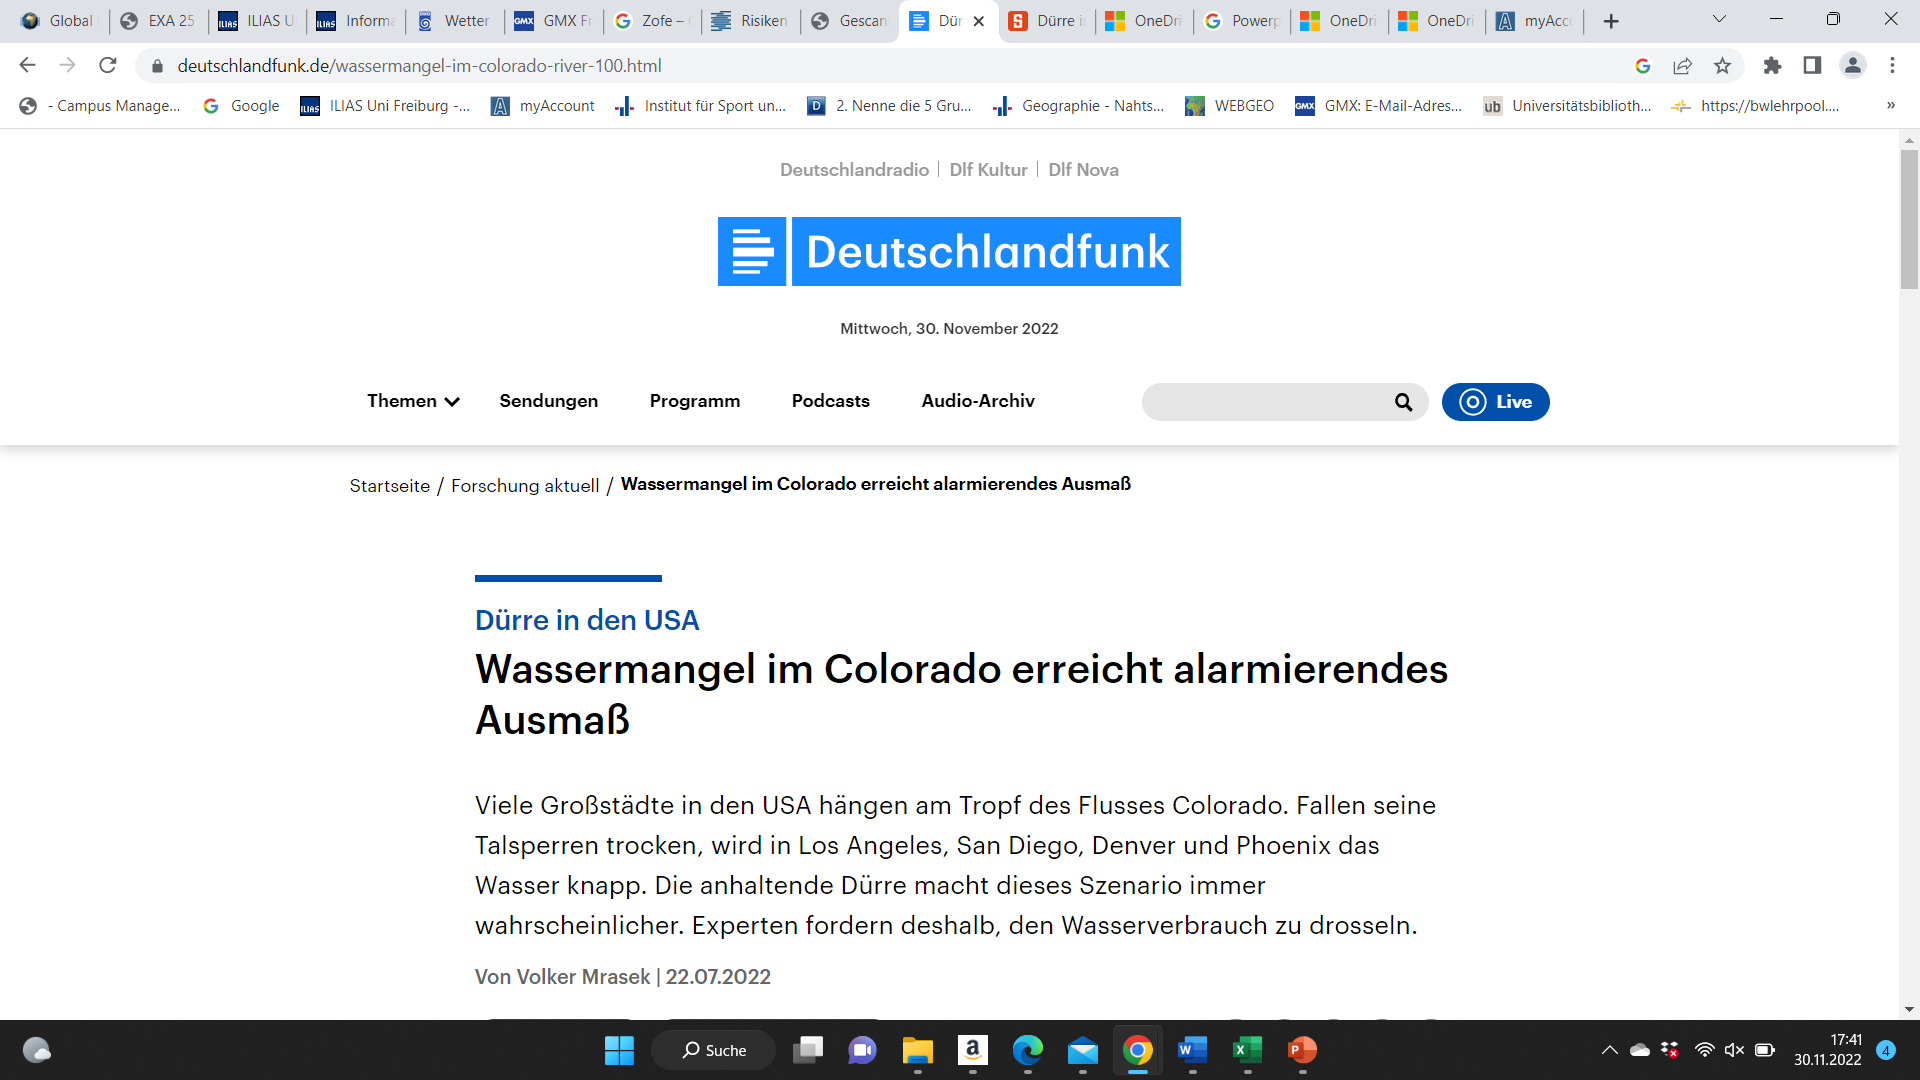 Global
EXA 25
ILIAS U
Informa
Wetter
GMX Fr
Zofe –
Risiken
Gescan
Dür
Dürre i
OneDri
Powerp
OneDri
OneDri
myAcc
deutschlandfunk.de/wassermangel-im-colorado-river-100.html
- Campus Manage...
Google
ILIAS Uni Freiburg -...
myAccount
Institut für Sport un...
2. Nenne die 5 Gru...
Geographie - Nahts...
WEBGEO
GMX: E-Mail-Adres...
Universitätsbiblioth...
https://bwlehrpool....
»
Deutschlandradio | Dlf Kultur | Dlf Nova
Deutschlandfunk
Mittwoch, 30. November 2022
Themen Sendungen Programm Podcasts Audio-Archiv Live
Startseite / Forschung aktuell / Wassermangel im Colorado erreicht alarmierendes Ausmaß
Dürre in den USA
Wassermangel im Colorado erreicht alarmierendes
Ausmaß
Viele Großstädte in den USA hängen am Tropf des Flusses Colorado. Fallen seine
Talsperren trocken, wird in Los Angeles, San Diego, Denver und Phoenix das
Wasser knapp. Die anhaltende Dürre macht dieses Szenario immer
wahrscheinlicher. Experten fordern deshalb, den Wasserverbrauch zu drosseln.
Von Volker Mrasek | 22.07.2022
Suche
17:41
30.11.2022
4